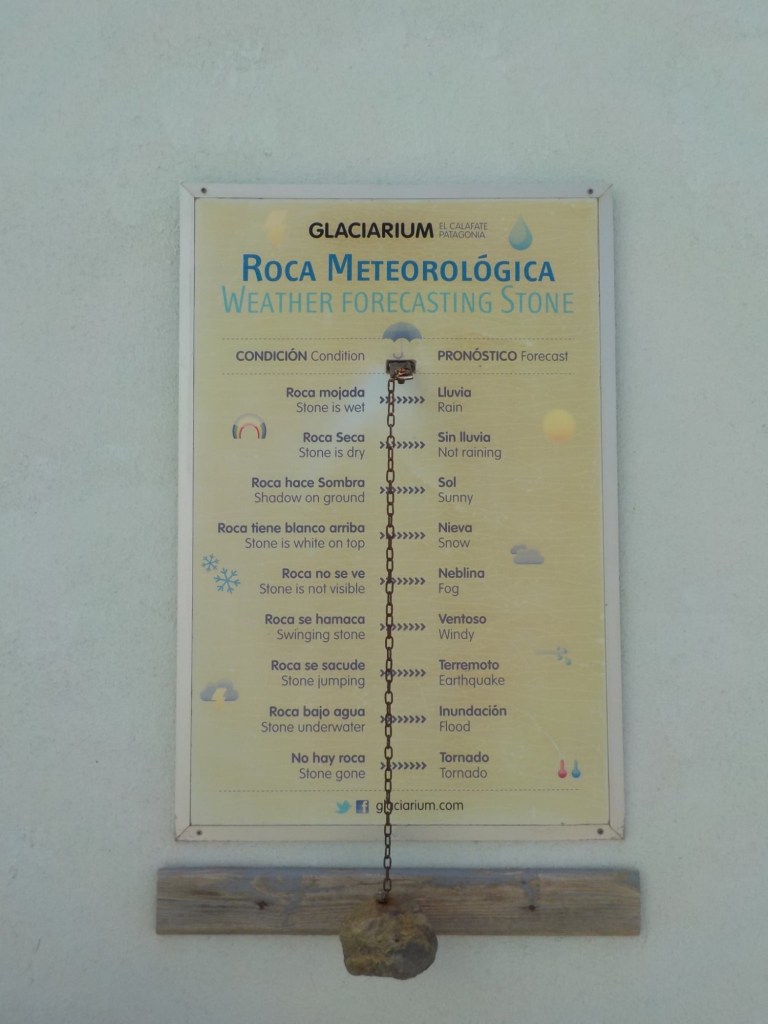 GLACIARIUM EL CALAFATE PATAGONIA
ROCA METEOROLÓGICA
WEATHER FORECASTING STONE
CONDICIÓN Condition PRONÓSTICO Forecast
Roca mojada Lluvia
Stone is wet Rain
Roca Seca Sin lluvia
Stone is dry Not raining
Roca hace Sombra Sol
Shadow on ground Sunny
Roca tiene blanco arriba Nieva
Stone is white on top Snow
Roca no se ve Neblina
Stone is not visible Fog
Roca se hamaca Ventoso
Swinging stone Windy
Roca se sacude Terremoto
Stone jumping Earthquake
Roca bajo agua Inundación
Stone underwater Flood
No hay roca Tornado
Stone gone Tornado
glaciarium.com